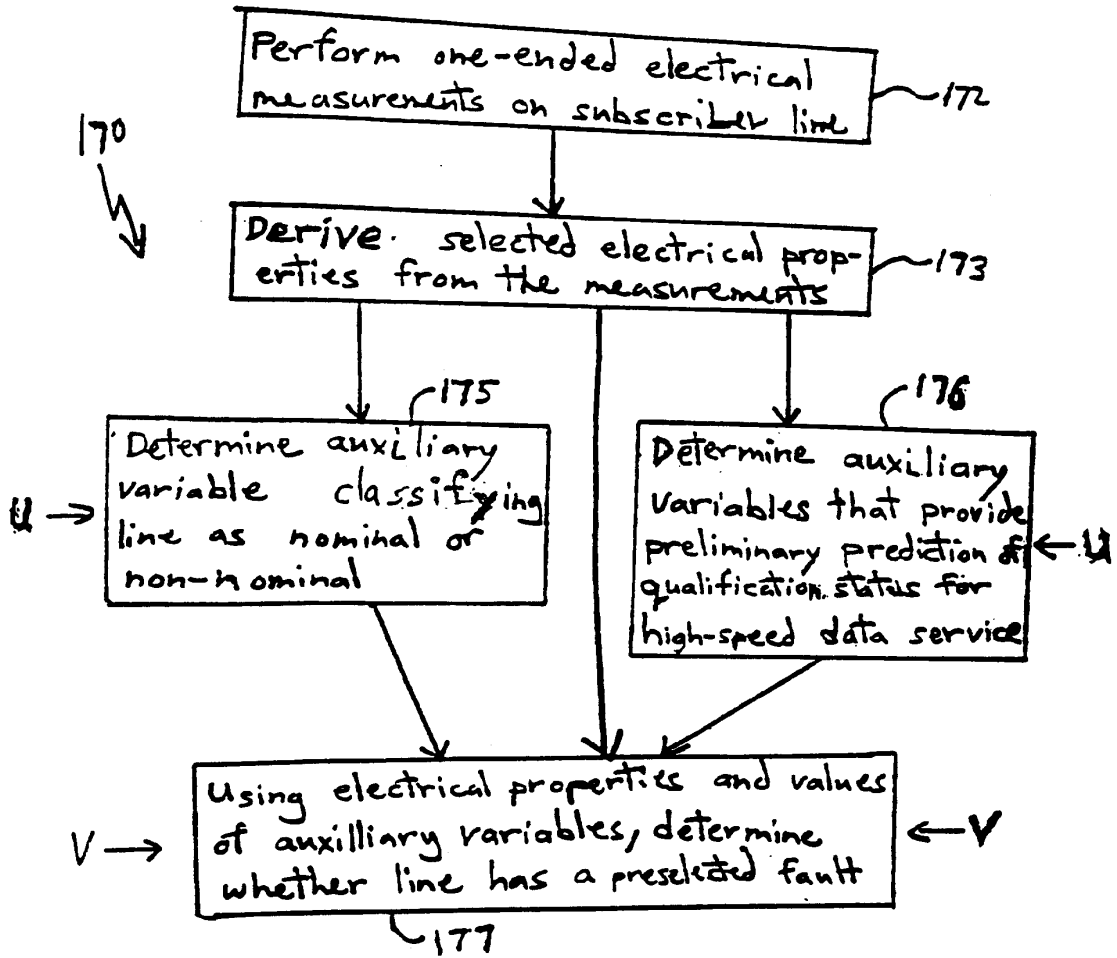 Perform one-ended electrical
measurements on subscriber line
172
170
Derive. selected electrical prop-
erties from the measurements
173
175
Determine auxiliary
variable classifying
line as nominal or
non-nominal
U
176
Determine auxiliary
variables that provide
preliminary prediction of
qualification status for
high-speed data service
U
Using electrical properties and values
of auxilliary variables, determine
whether line has a preselected fault
V
V
177